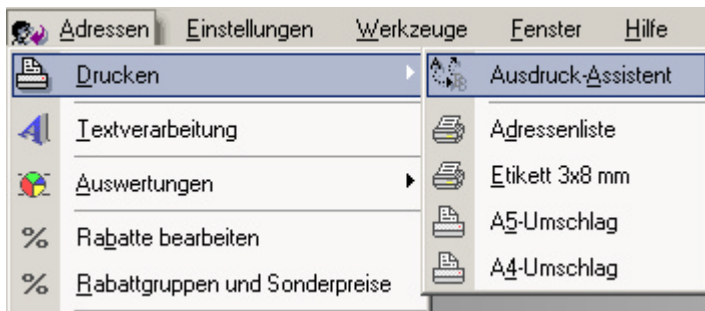 Adressen Einstellungen Werkzeuge Fenster Hilfe
Drucken
Textverarbeitung
Auswertungen
% Rabatte bearbeiten
% Rabattgruppen und Sonderpreise
Ausdruck-Assistent
Adressenliste
Etikett 3x8 mm
A5-Umschlag
A4-Umschlag